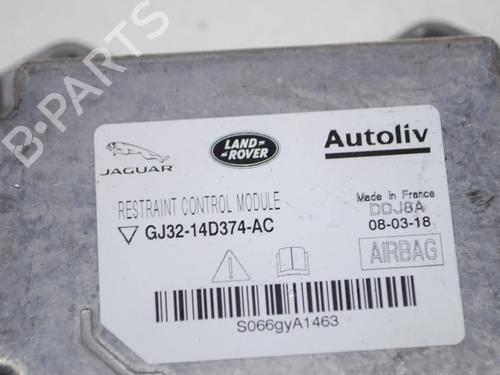 B-PARTS
JAGUAR
LAND-
-ROVER
Autoliv
RESTRAINT CONTROL MODULE
GJ32-14D374-AC
Made in France
DDJ8A
08-03-18
AIRBAG
S066gyA1463